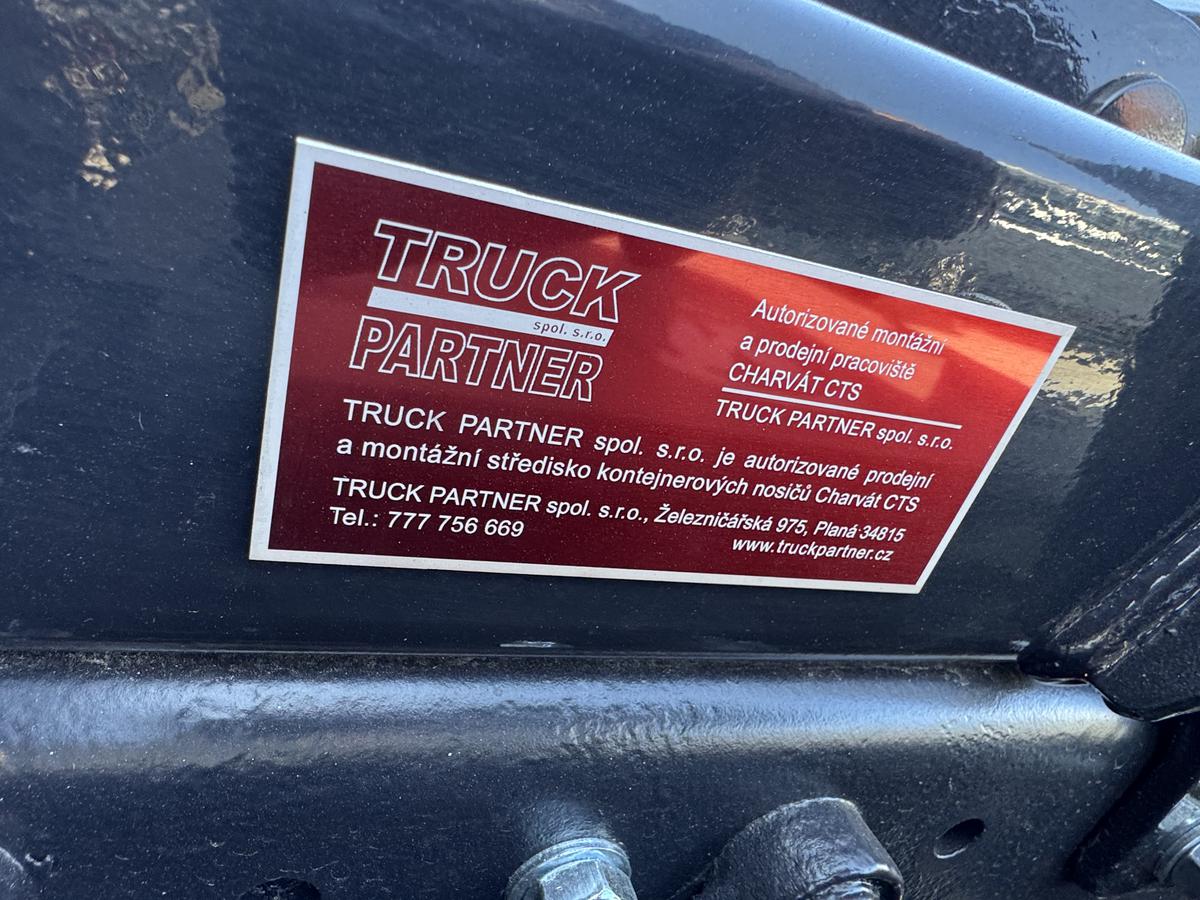 TRUCK
spol. s.r.o.
PARTNER
Autorizované montážní
a prodejní pracoviště
CHARVÁT CTS
TRUCK PARTNER spol. s.r.o.
TRUCK PARTNER spol. s.r.o. je autorizované prodejní
a montážní středisko kontejnerových nosičů Charvát CTS
TRUCK PARTNER spol. s.r.o., Železničářská 975, Planá 34815
Tel.: 777 756 669
www.truckpartner.cz